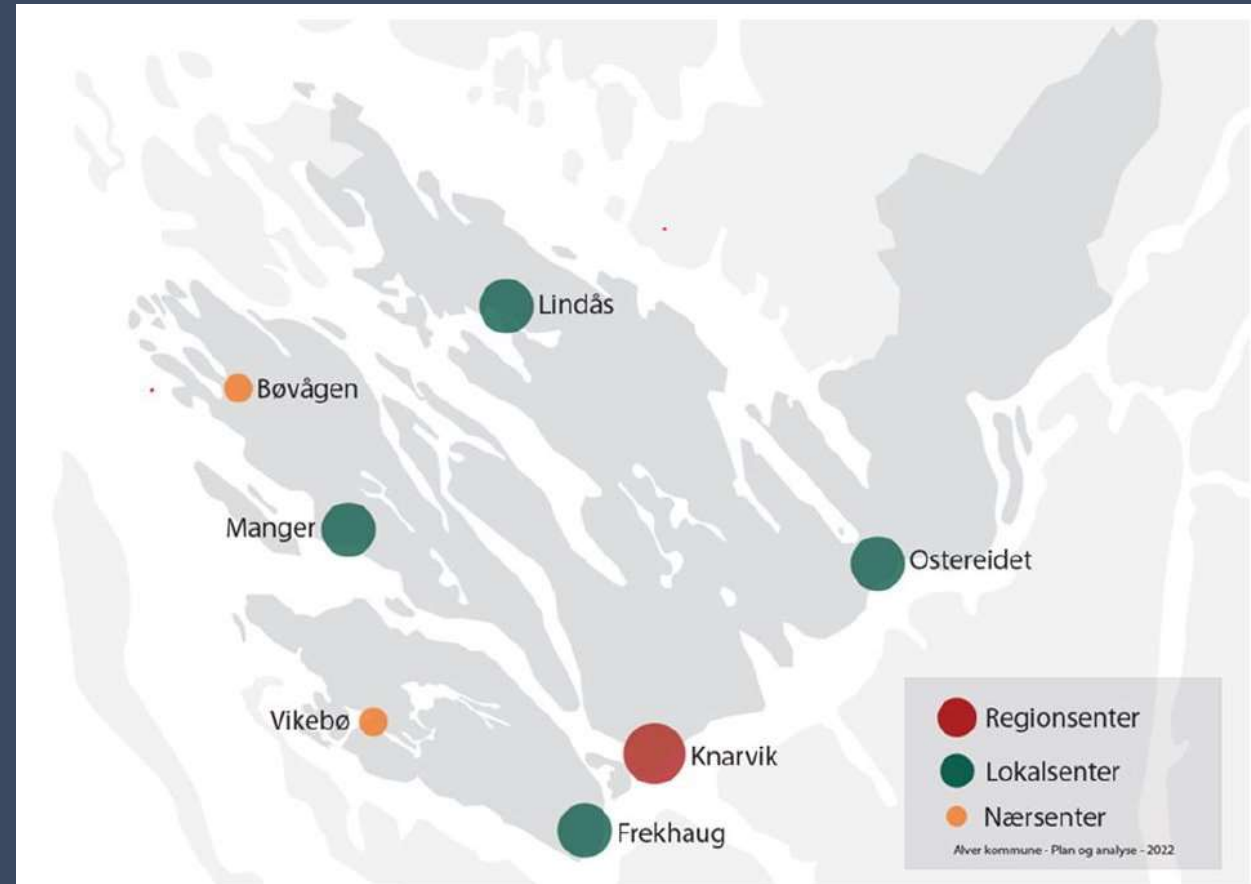 Lindås
Bøvågen
Manger
Ostereidet
Vikebø
Knarvik
Frekhaug
Regionsenter
Lokalsenter
Nærsenter
Alver kommune - Plan og analyse - 2022